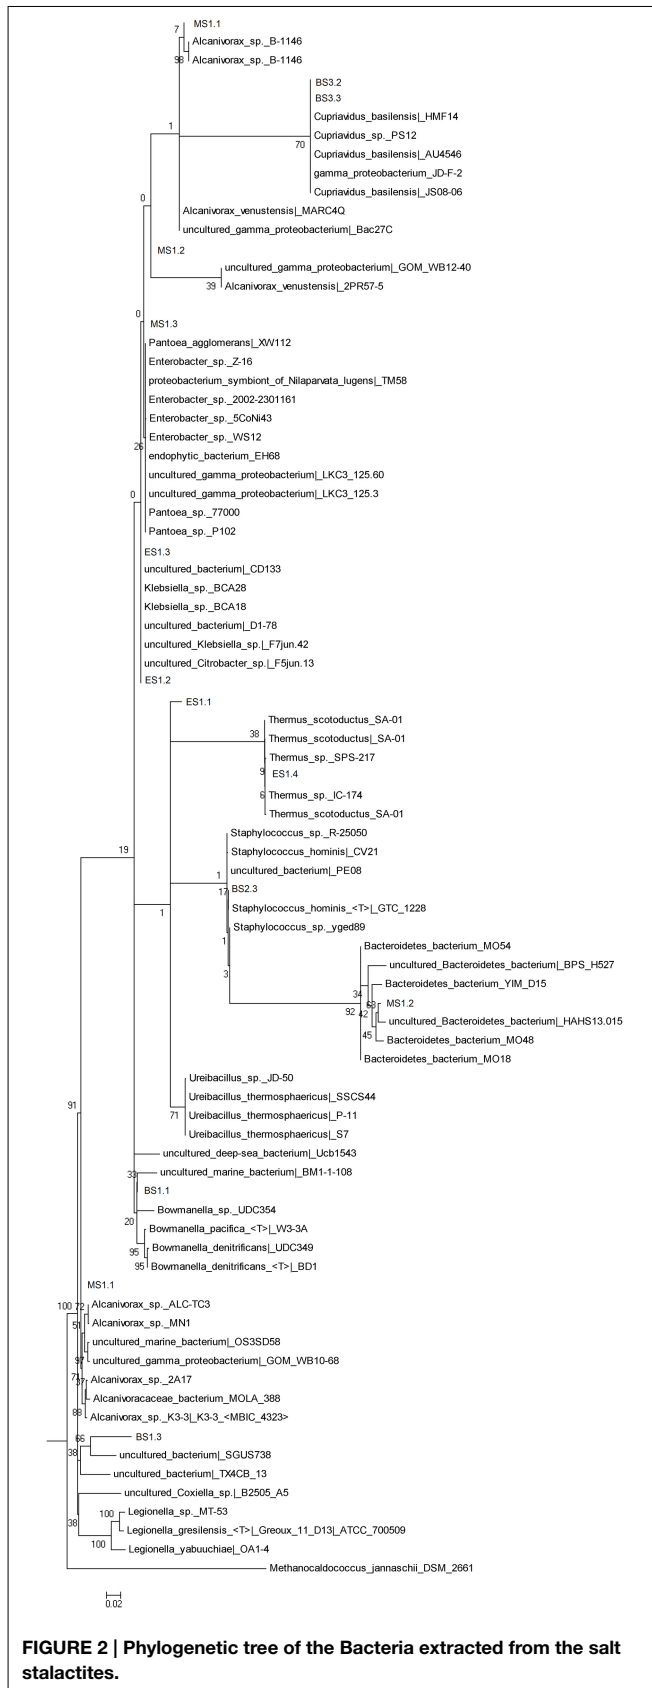 MS1.1
7
Alcanivorax_sp._B-1146
98
Alcanivorax_sp._B-1146
BS3.2
BS3.3
Cupriavidus_basilensis|_HMF14
1
Cupriavidus_sp._PS12
70
Cupriavidus_basilensis|_AU4546
gamma_proteobacterium_JD-F-2
Cupriavidus_basilensis|_JS08-06
0
Alcanivorax_venustensis|_MARC4Q
uncultured_gamma_proteobacterium|_Bac27C
MS1.2
uncultured_gamma_proteobacterium|_GOM_WB12-40
39
Alcanivorax_venustensis|_2PR57-5
0
MS1.3
Pantoea_agglomerans|_XW112
Enterobacter_sp._Z-16
proteobacterium_symbiont_of_Nilaparvata_lugens|_TM58
Enterobacter_sp._2002-2301161
Enterobacter_sp._5CoNi43
Enterobacter_sp._WS12
26
endophytic_bacterium_EH68
uncultured_gamma_proteobacterium|_LKC3_125.60
0
uncultured_gamma_proteobacterium|_LKC3_125.3
Pantoea_sp._77000
Pantoea_sp._P102
ES1.3
uncultured_bacterium|_CD133
Klebsiella_sp._BCA28
Klebsiella_sp._BCA18
uncultured_bacterium|_D1-78
uncultured_Klebsiella_sp.|_F7jun.42
uncultured_Citrobacter_sp.|_F5jun.13
ES1.2
ES1.1
Thermus_scotoductus_SA-01
38
Thermus_scotoductus|_SA-01
Thermus_sp._SPS-217
9
ES1.4
6
Thermus_sp._IC-174
Thermus_scotoductus_SA-01
Staphylococcus_sp._R-25050
19
Staphylococcus_hominis|_CV21
1
uncultured_bacterium|_PE08
17
BS2.3
1
Staphylococcus_hominis_<T>|_GTC_1228
Staphylococcus_sp._yged89
1
Bacteroidetes_bacterium_MO54
3
uncultured_Bacteroidetes_bacterium|_BPS_H527
Bacteroidetes_bacterium_YIM_D15
34
63
MS1.2
92
42
uncultured_Bacteroidetes_bacterium|_HAHS13.015
45
Bacteroidetes_bacterium_MO48
Bacteroidetes_bacterium_MO18
Ureibacillus_sp._JD-50
Ureibacillus_thermosphaericus|_SSCS44
91
71
Ureibacillus_thermosphaericus|_P-11
Ureibacillus_thermosphaericus|_S7
uncultured_deep-sea_bacterium|_Ucb1543
33
uncultured_marine_bacterium|_BM1-1-108
BS1.1
20
Bowmanella_sp._UDC354
Bowmanella_pacifica_<T>|_W3-3A
95
Bowmanella_denitrificans|_UDC349
95
Bowmanella_denitrificans_<T>|_BD1
MS1.1
100
72
Alcanivorax_sp._ALC-TC3
51
Alcanivorax_sp._MN1
uncultured_marine_bacterium|_OS3SD58
97
uncultured_gamma_proteobacterium|_GOM_WB10-68
71
37
Alcanivorax_sp._2A17
Alcanivoracaceae_bacterium_MOLA_388
88
Alcanivorax_sp._K3-3|_K3-3_<MBIC_4323>
66
BS1.3
38
uncultured_bacterium|_SGUS738
uncultured_bacterium|_TX4CB_13
uncultured_Coxiella_sp.|_B2505_A5
38
100
Legionella_sp._MT-53
Legionella_gresilensis_<T>|_Greoux_11_D13|_ATCC_700509
100
Legionella_yabuuchiae|_OA1-4
Methanocaldococcus_jannaschii_DSM_2661
0.02
FIGURE 2 | Phylogenetic tree of the Bacteria extracted from the salt
stalactites.